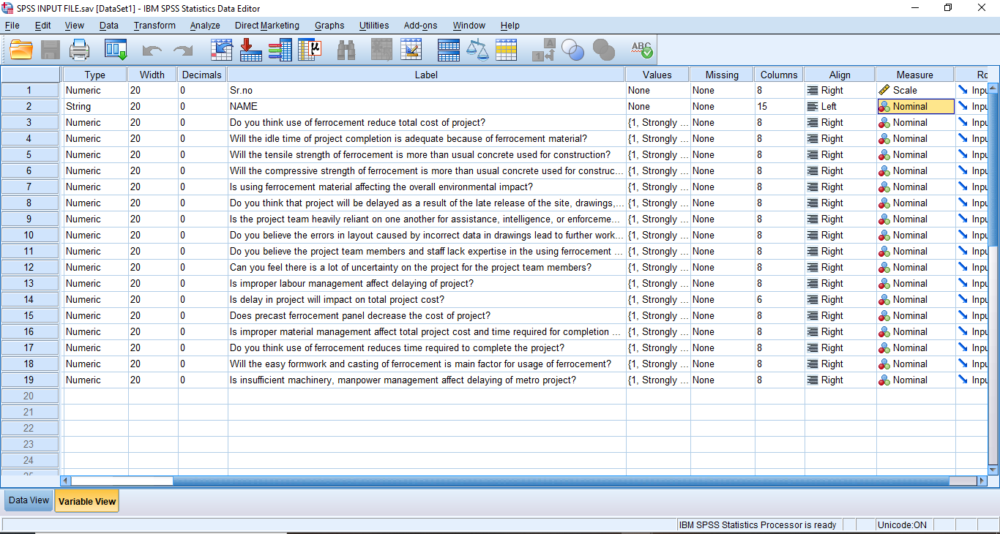 SPSS INPUT FILE.sav [DataSet1] - IBM SPSS Statistics Data Editor
File Edit View Data Transform Analyze Direct Marketing Graphs Utilities Add-ons Window Help
Type Width Decimals Label Values Missing Columns Align Measure Ro
1 Numeric 20 0 Sr.no None None 8 Right Scale Inpu
2 String 20 0 NAME None None 15 Left Nominal Inpu
3 Numeric 20 0 Do you think use of ferrocement reduce total cost of project? {1, Strongly ... None 8 Right Nominal Inpu
4 Numeric 20 0 Will the idle time of project completion is adequate because of ferrocement material? {1, Strongly ... None 8 Right Nominal Inpu
5 Numeric 20 0 Will the tensile strength of ferrocement is more than usual concrete used for construction? {1, Strongly ... None 8 Right Nominal Inpu
6 Numeric 20 0 Will the compressive strength of ferrocement is more than usual concrete used for construc... {1, Strongly ... None 8 Right Nominal Inpu
7 Numeric 20 0 Is using ferrocement material affecting the overall environmental impact? {1, Strongly ... None 8 Right Nominal Inpu
8 Numeric 20 0 Do you think that project will be delayed as a result of the late release of the site, drawings,... {1, Strongly ... None 8 Right Nominal Inpu
9 Numeric 20 0 Is the project team heavily reliant on one another for assistance, intelligence, or enforceme... {1, Strongly ... None 8 Right Nominal Inpu
10 Numeric 20 0 Do you believe the errors in layout caused by incorrect data in drawings lead to further work... {1, Strongly ... None 8 Right Nominal Inpu
11 Numeric 20 0 Do you believe the project team members and staff lack expertise in the using ferrocement ... {1, Strongly ... None 8 Right Nominal Inpu
12 Numeric 20 0 Can you feel there is a lot of uncertainty on the project for the project team members? {1, Strongly ... None 8 Right Nominal Inpu
13 Numeric 20 0 Is improper labour management affect delaying of project? {1, Strongly ... None 8 Right Nominal Inpu
14 Numeric 20 0 Is delay in project will impact on total project cost? {1, Strongly ... None 6 Right Nominal Inpu
15 Numeric 20 0 Does precast ferrocement panel decrease the cost of project? {1, Strongly ... None 8 Right Nominal Inpu
16 Numeric 20 0 Is improper material management affect total project cost and time required for completion ... {1, Strongly ... None 8 Right Nominal Inpu
17 Numeric 20 0 Do you think use of ferrocement reduces time required to complete the project? {1, Strongly ... None 8 Right Nominal Inpu
18 Numeric 20 0 Will the easy formwork and casting of ferrocement is main factor for usage of ferrocement? {1, Strongly ... None 8 Right Nominal Inpu
19 Numeric 20 0 Is insufficient machinery, manpower management affect delaying of metro project? {1, Strongly ... None 8 Right Nominal Inpu
20
21
22
23
24
Data View Variable View
IBM SPSS Statistics Processor is ready Unicode:ON